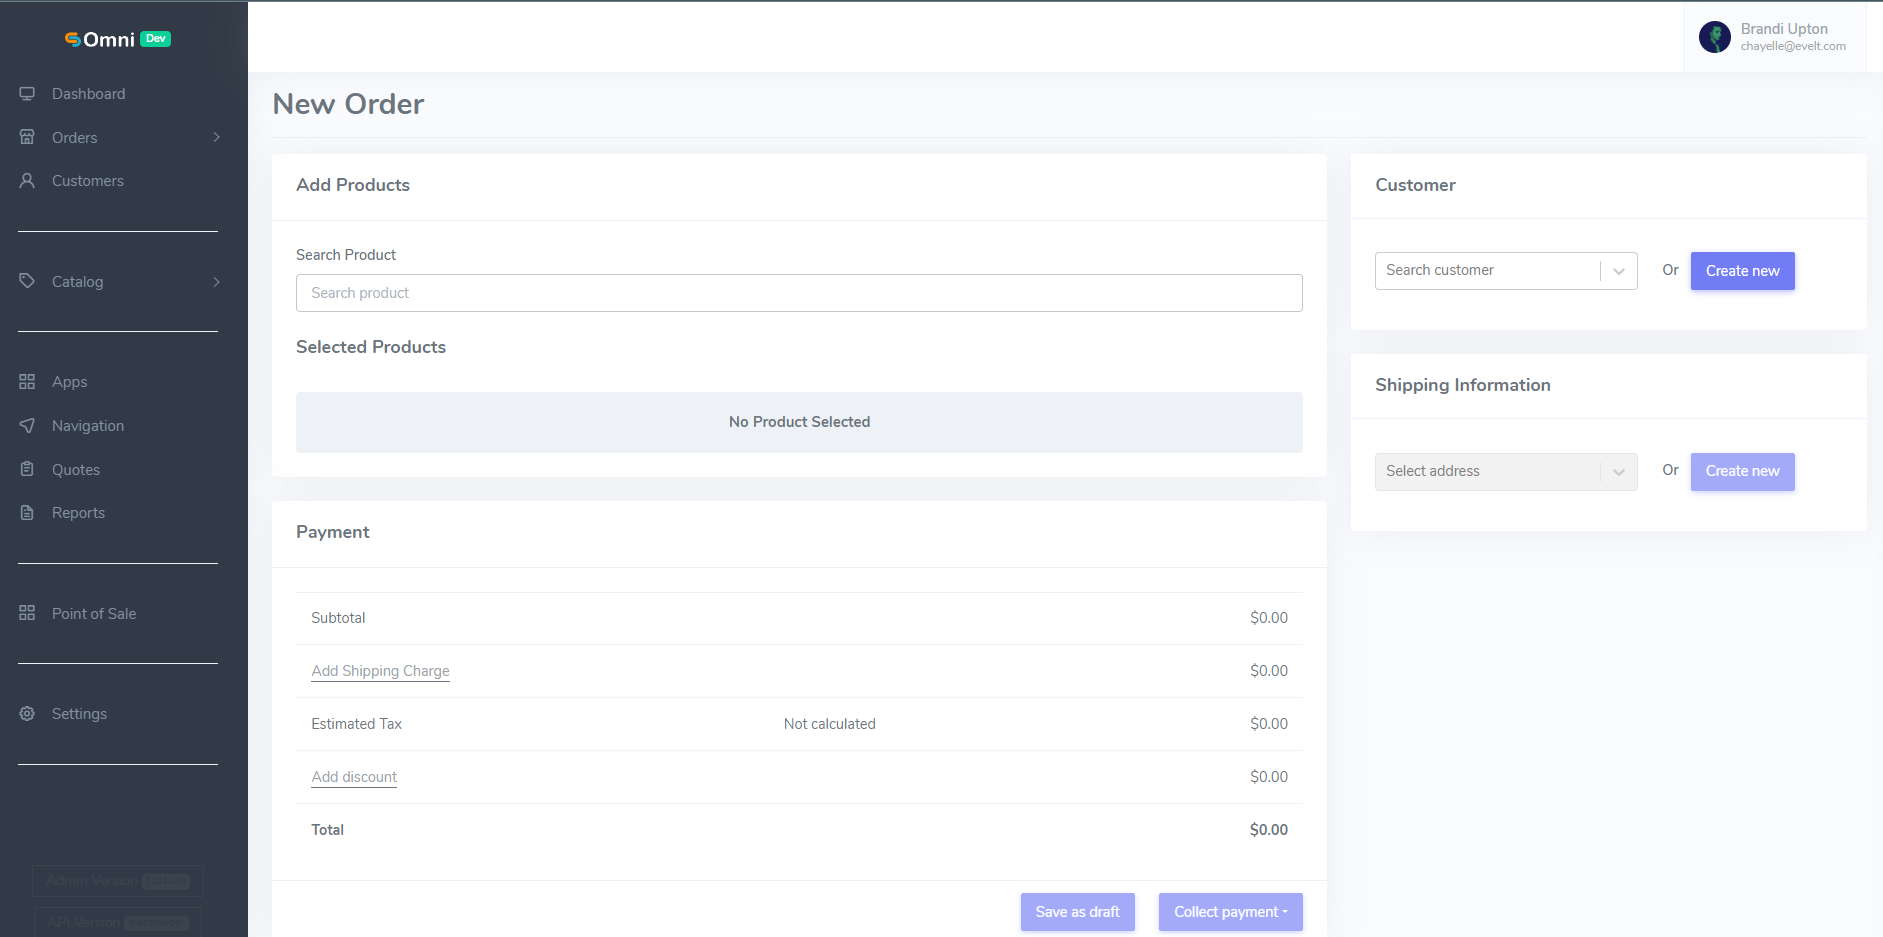 Omni Dev
Dashboard
Orders
Customers
Catalog
Apps
Navigation
Quotes
Reports
Point of Sale
Settings
Admin Version
API Version
Brandi Upton
chayelle@evelt.com
New Order
Add Products
Search Product
Search product
Selected Products
No Product Selected
Payment
Subtotal $0.00
Add Shipping Charge $0.00
Estimated Tax Not calculated $0.00
Add discount $0.00
Total $0.00
Save as draft Collect payment
Customer
Search customer Or Create new
Shipping Information
Select address Or Create new